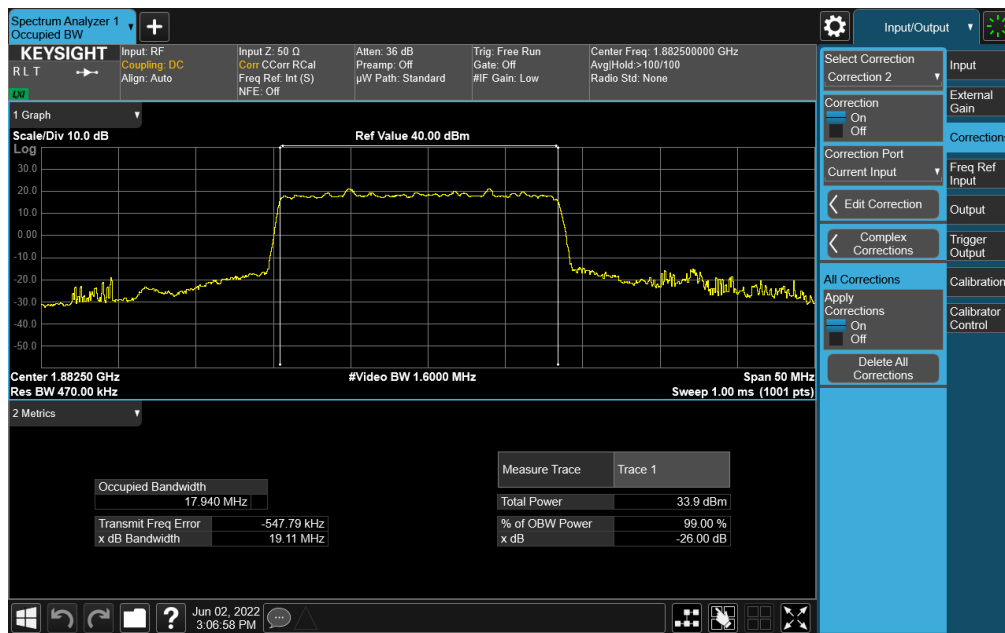 Spectrum Analyzer 1
Occupied BW
Input/Output
KEYSIGHT
R L T
LXI
Input: RF
Coupling: DC
Align: Auto
Input Z: 50 Ω
Corr CCorr RCal
Freq Ref: Int (S)
NFE: Off
Atten: 36 dB
Preamp: Off
µW Path: Standard
Trig: Free Run
Gate: Off
#IF Gain: Low
Center Freq: 1.882500000 GHz
Avg|Hold:>100/100
Radio Std: None
1 Graph
Scale/Div 10.0 dB
Ref Value 40.00 dBm
Log
30.0
20.0
10.0
0.00
-10.0
-20.0
-30.0
-40.0
-50.0
Center 1.88250 GHz
#Video BW 1.6000 MHz
Span 50 MHz
Res BW 470.00 kHz
Sweep 1.00 ms (1001 pts)
2 Metrics
Measure Trace
Trace 1
Occupied Bandwidth
17.940 MHz
Total Power
33.9 dBm
Transmit Freq Error
-547.79 kHz
% of OBW Power
99.00 %
x dB Bandwidth
19.11 MHz
x dB
-26.00 dB
Select Correction
Correction 2
Correction
On
Off
Correction Port
Current Input
Edit Correction
Complex
Corrections
All Corrections
Apply
Corrections
On
Off
Delete All
Corrections
Input
External
Gain
Corrections
Freq Ref
Input
Output
Trigger
Output
Calibration
Calibrator
Control
?
Jun 02, 2022
3:06:58 PM